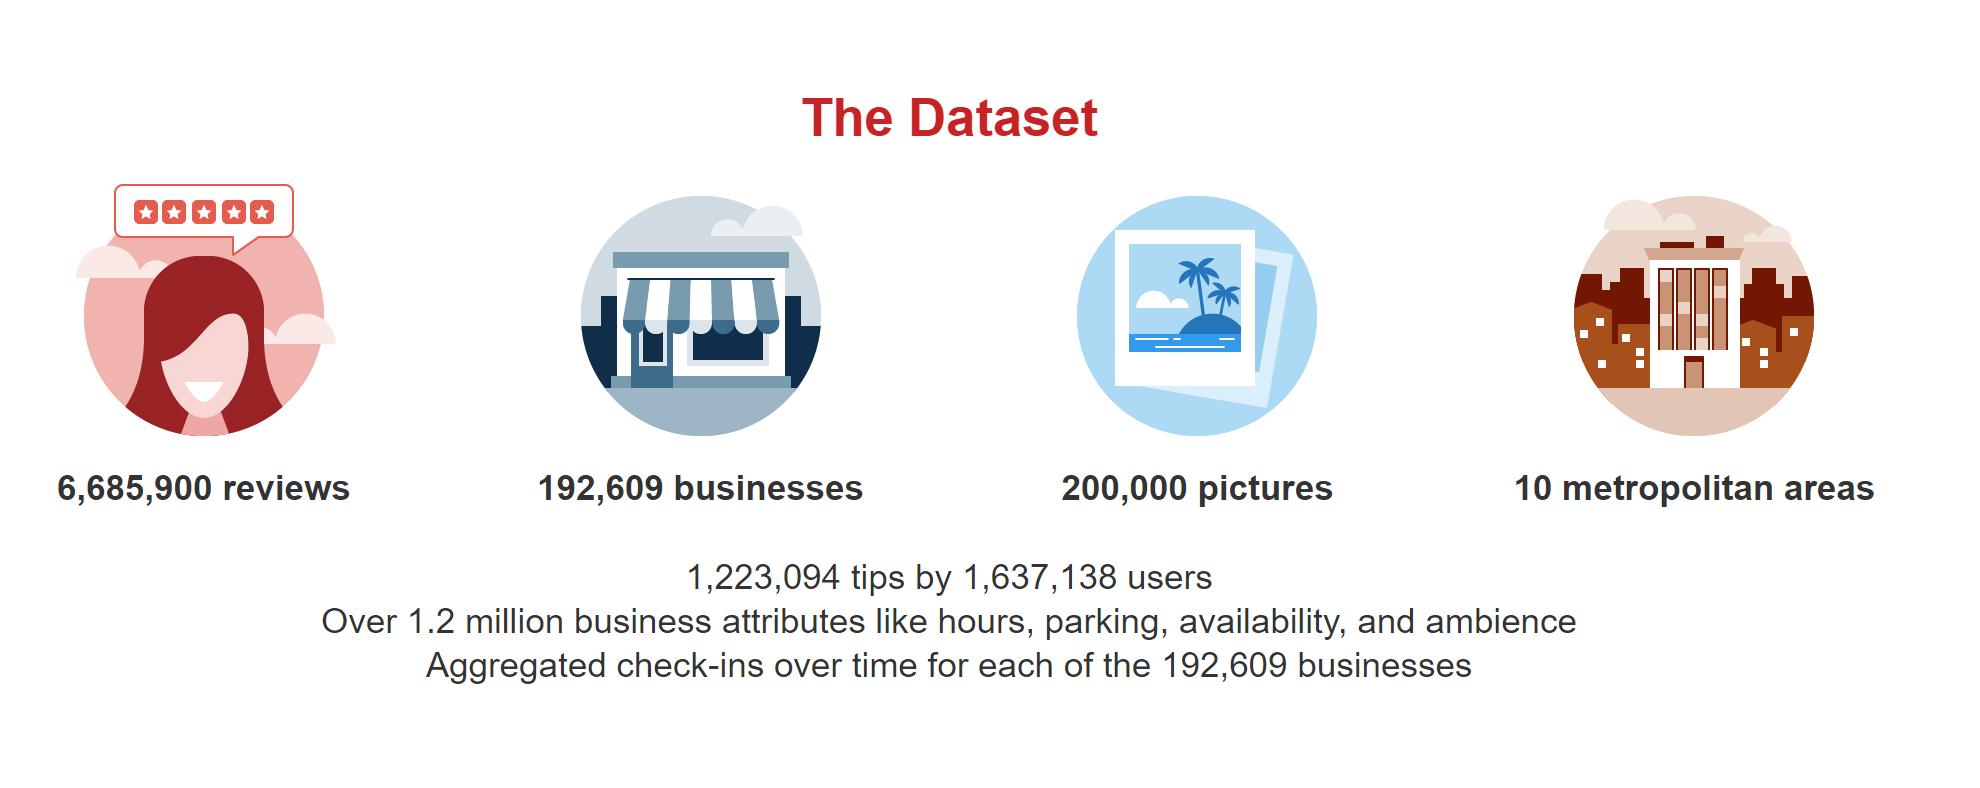 The Dataset
6,685,900 reviews
192,609 businesses
200,000 pictures
10 metropolitan areas
1,223,094 tips by 1,637,138 users
Over 1.2 million business attributes like hours, parking, availability, and ambience
Aggregated check-ins over time for each of the 192,609 businesses